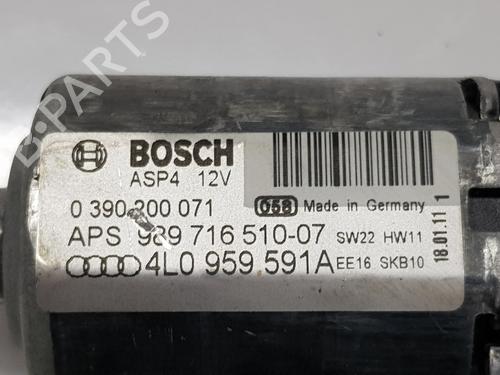 BOSCH
ASP4 12V
0 390 200 071
058 Made in Germany
APS 989 716 510-07 SW22 HW11
4L0 959 591A EE16 SKB10
18.01.11 1
B-PARTS